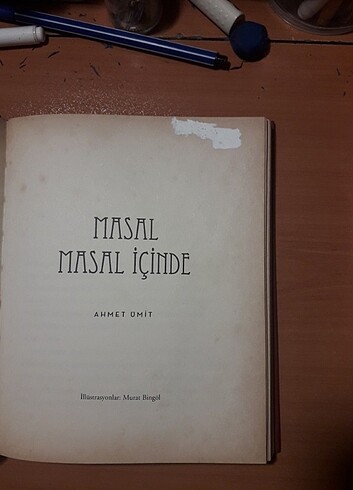 MASAL
MASAL İÇİNDE
AHMET ÜMİT
İllüstrasyonlar: Murat Bingöl